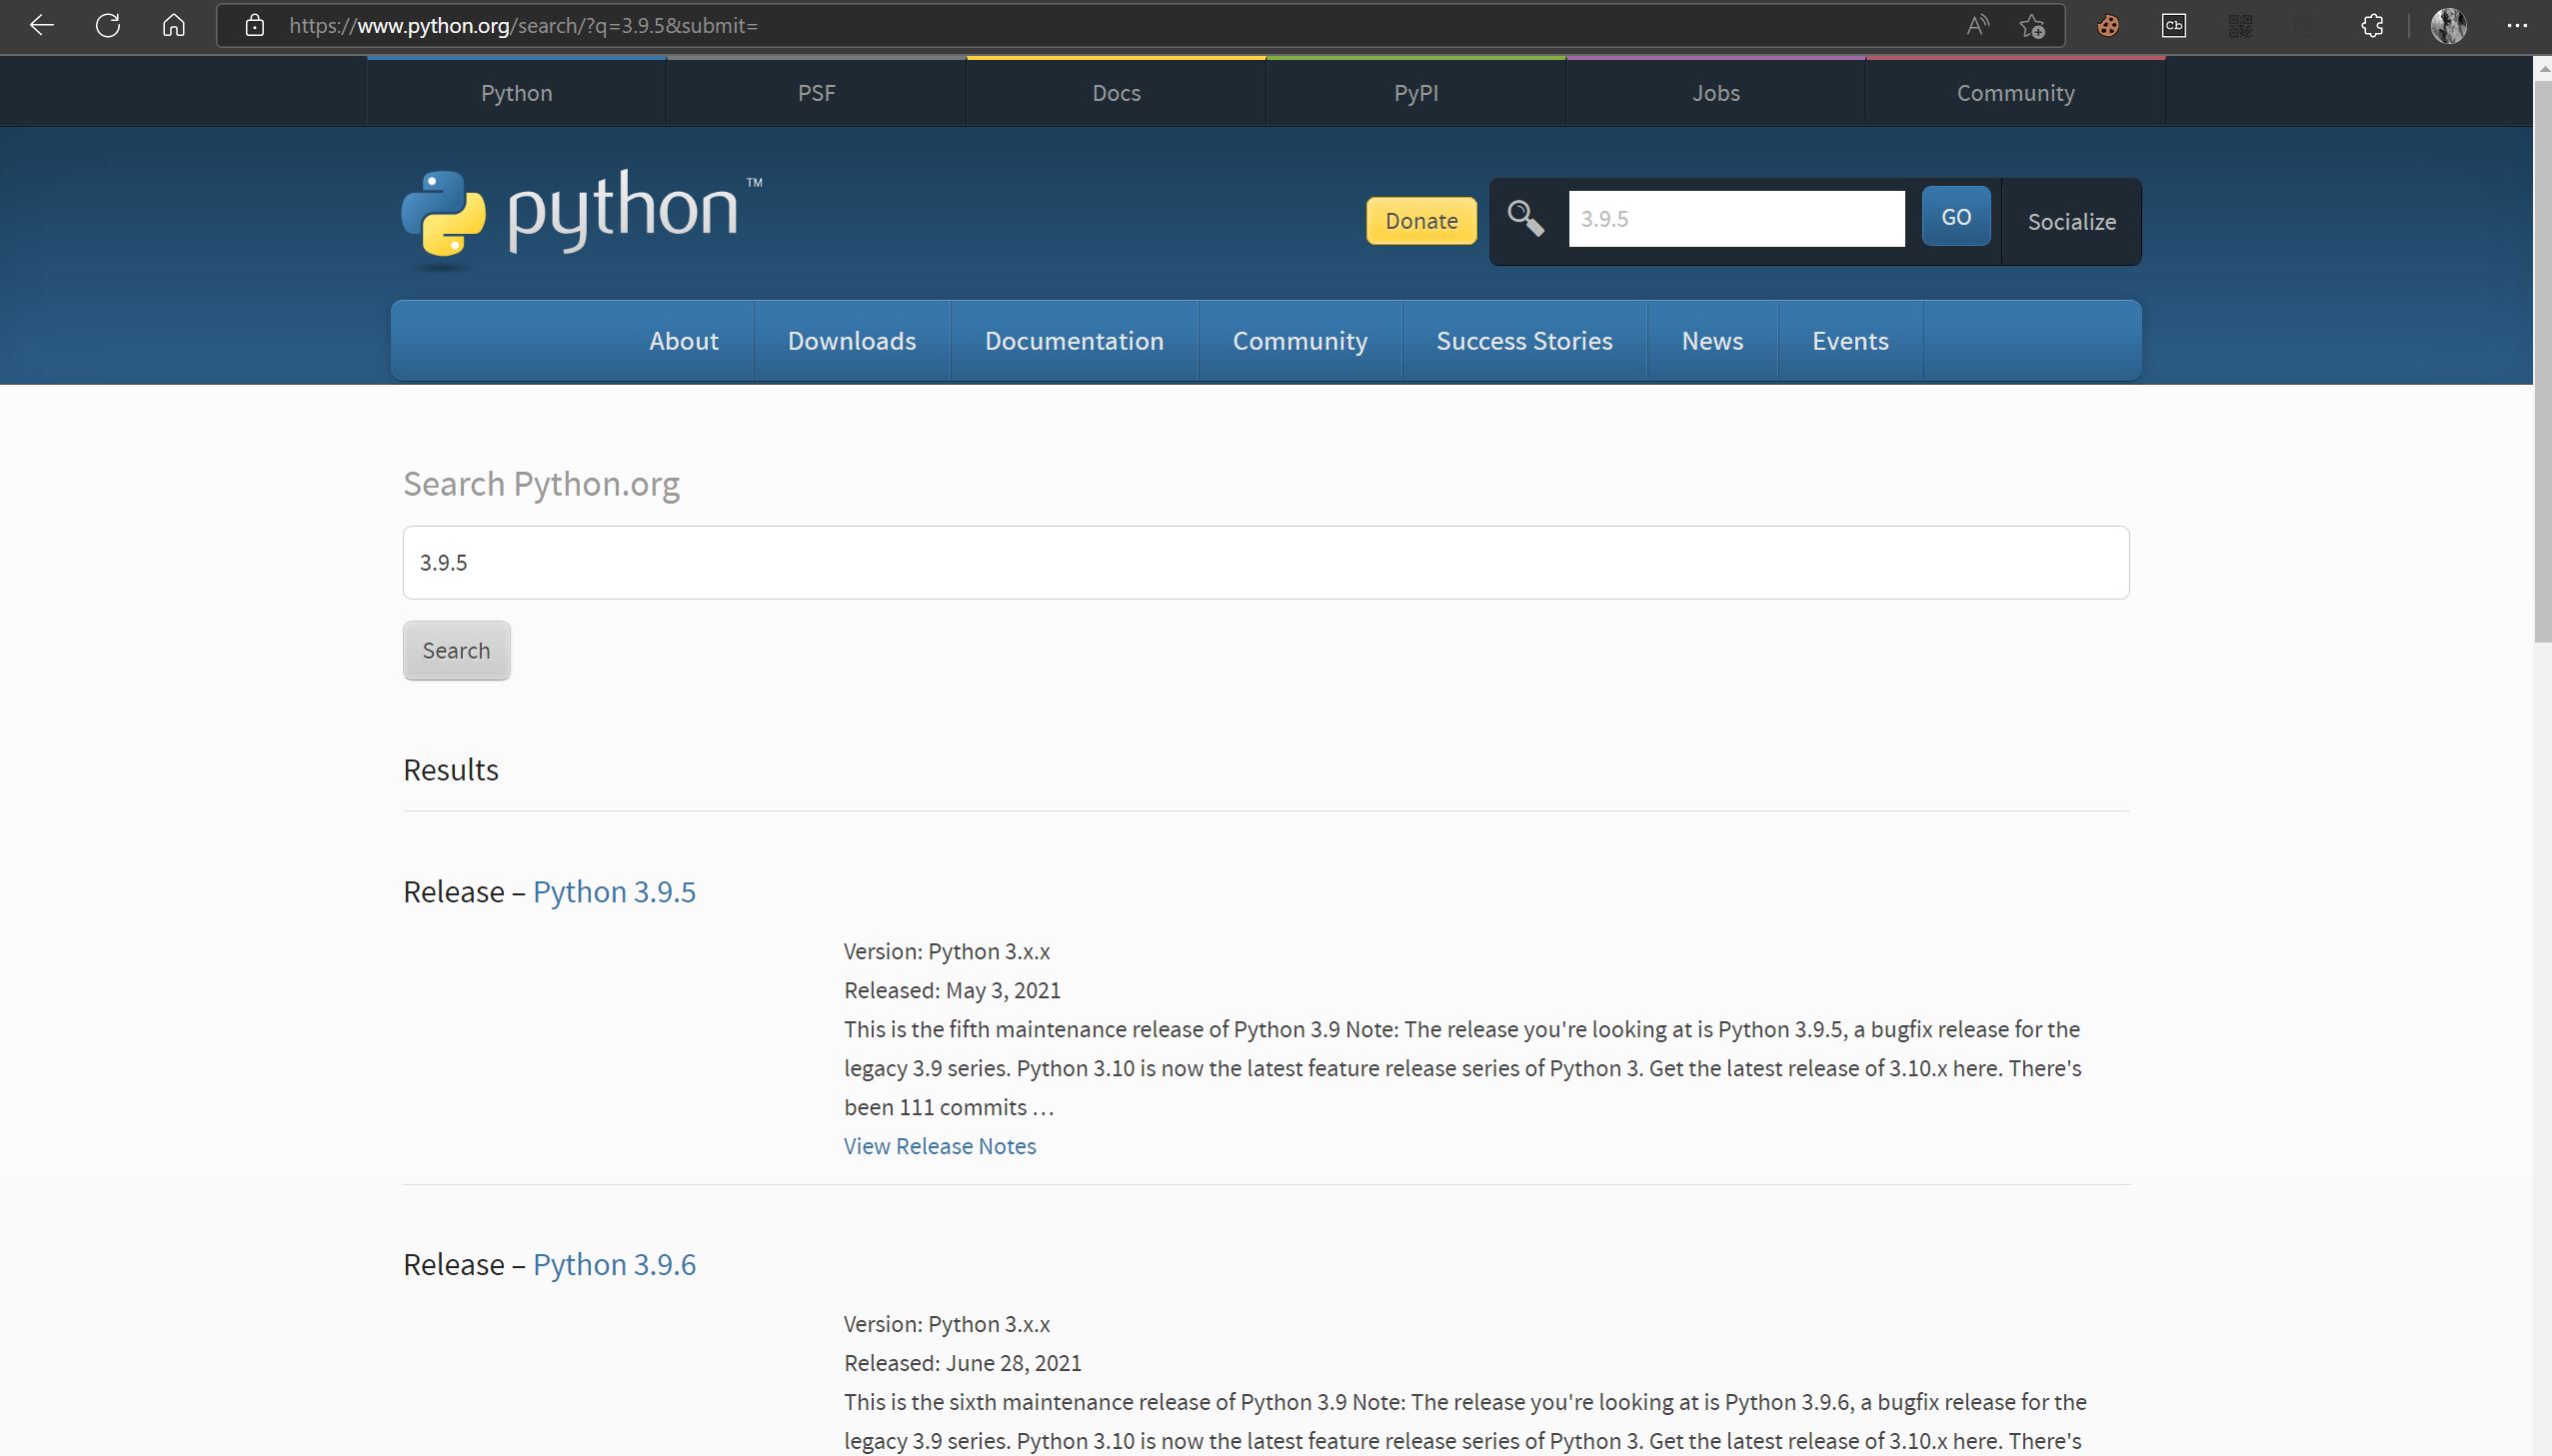 https://www.python.org/search/?q=3.9.5&submit=
Python
PSF
Docs
PyPI
Jobs
Community
python™
Donate
3.9.5
GO
Socialize
About
Downloads
Documentation
Community
Success Stories
News
Events
Search Python.org
3.9.5
Search
Results
Release – Python 3.9.5
Version: Python 3.x.x
Released: May 3, 2021
This is the fifth maintenance release of Python 3.9 Note: The release you're looking at is Python 3.9.5, a bugfix release for the
legacy 3.9 series. Python 3.10 is now the latest feature release series of Python 3. Get the latest release of 3.10.x here. There's
been 111 commits …
View Release Notes
Release – Python 3.9.6
Version: Python 3.x.x
Released: June 28, 2021
This is the sixth maintenance release of Python 3.9 Note: The release you're looking at is Python 3.9.6, a bugfix release for the
legacy 3.9 series. Python 3.10 is now the latest feature release series of Python 3. Get the latest release of 3.10.x here. There's